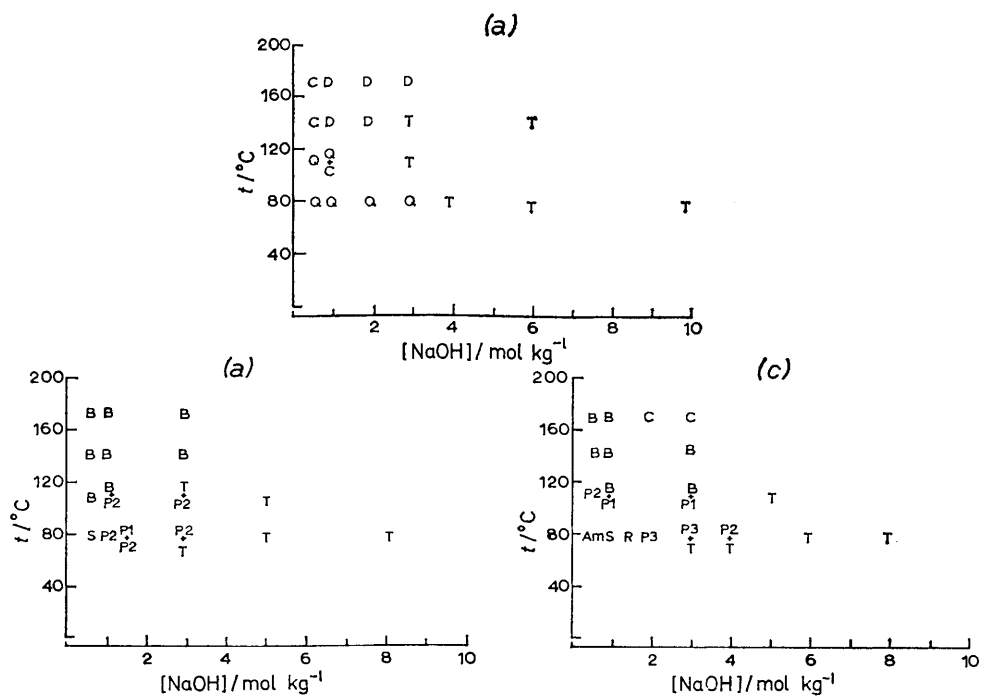 (a)
200
C D D D
160
C D D T T
120
Q Q + C T
80
Q Q Q Q T T T
40
t /°C
2 4 6 8 10
[NaOH] / mol kg⁻¹
(a)
200
B B B
160
B B B
120
B B + P2 T + P2 T
80
S P2 P1 + P2 P2 + T T T
40
t /°C
2 4 6 8 10
[NaOH] / mol kg⁻¹
(c)
200
B B C C
160
B B B
120
P2 B + P1 B + P1 T
80
Am S R P3 P3 + T P2 + T T T
40
t /°C
2 4 6 8 10
[NaOH] / mol kg⁻¹